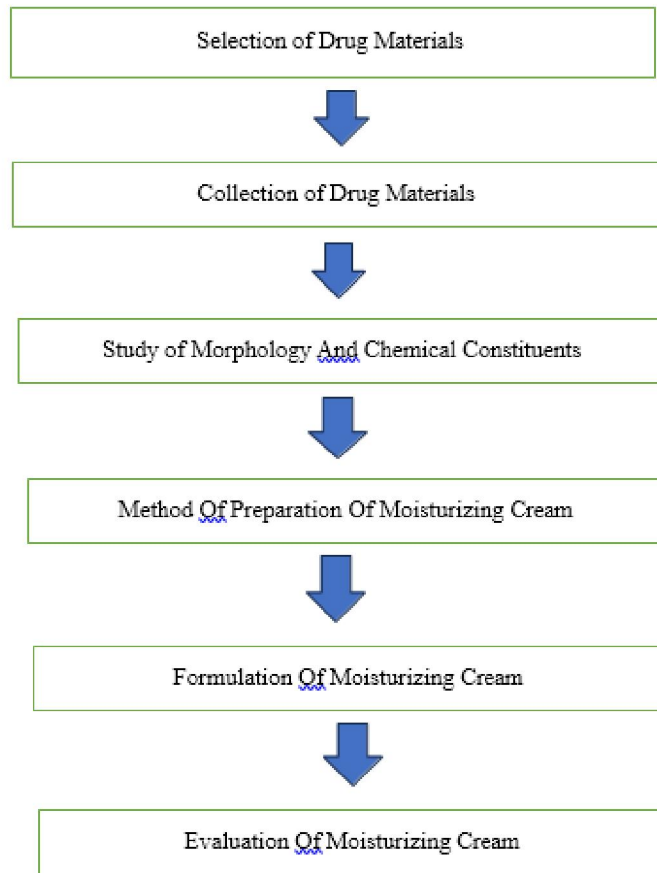 Selection of Drug Materials
Collection of Drug Materials
Study of Morphology And Chemical Constituents
Method Of Preparation Of Moisturizing Cream
Formulation Of Moisturizing Cream
Evaluation Of Moisturizing Cream